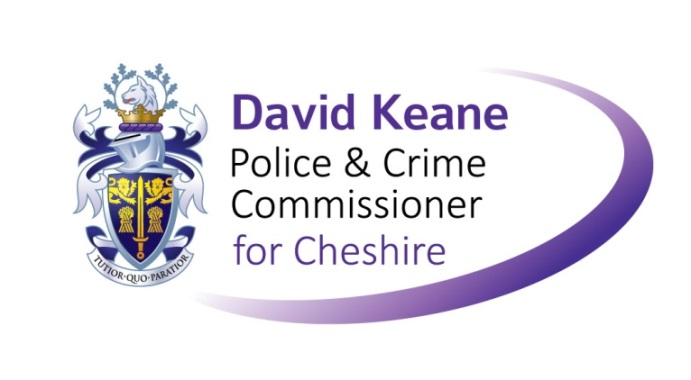 David Keane
Police & Crime
Commissioner
for Cheshire
TUTIOR·QUO·PARATIOR